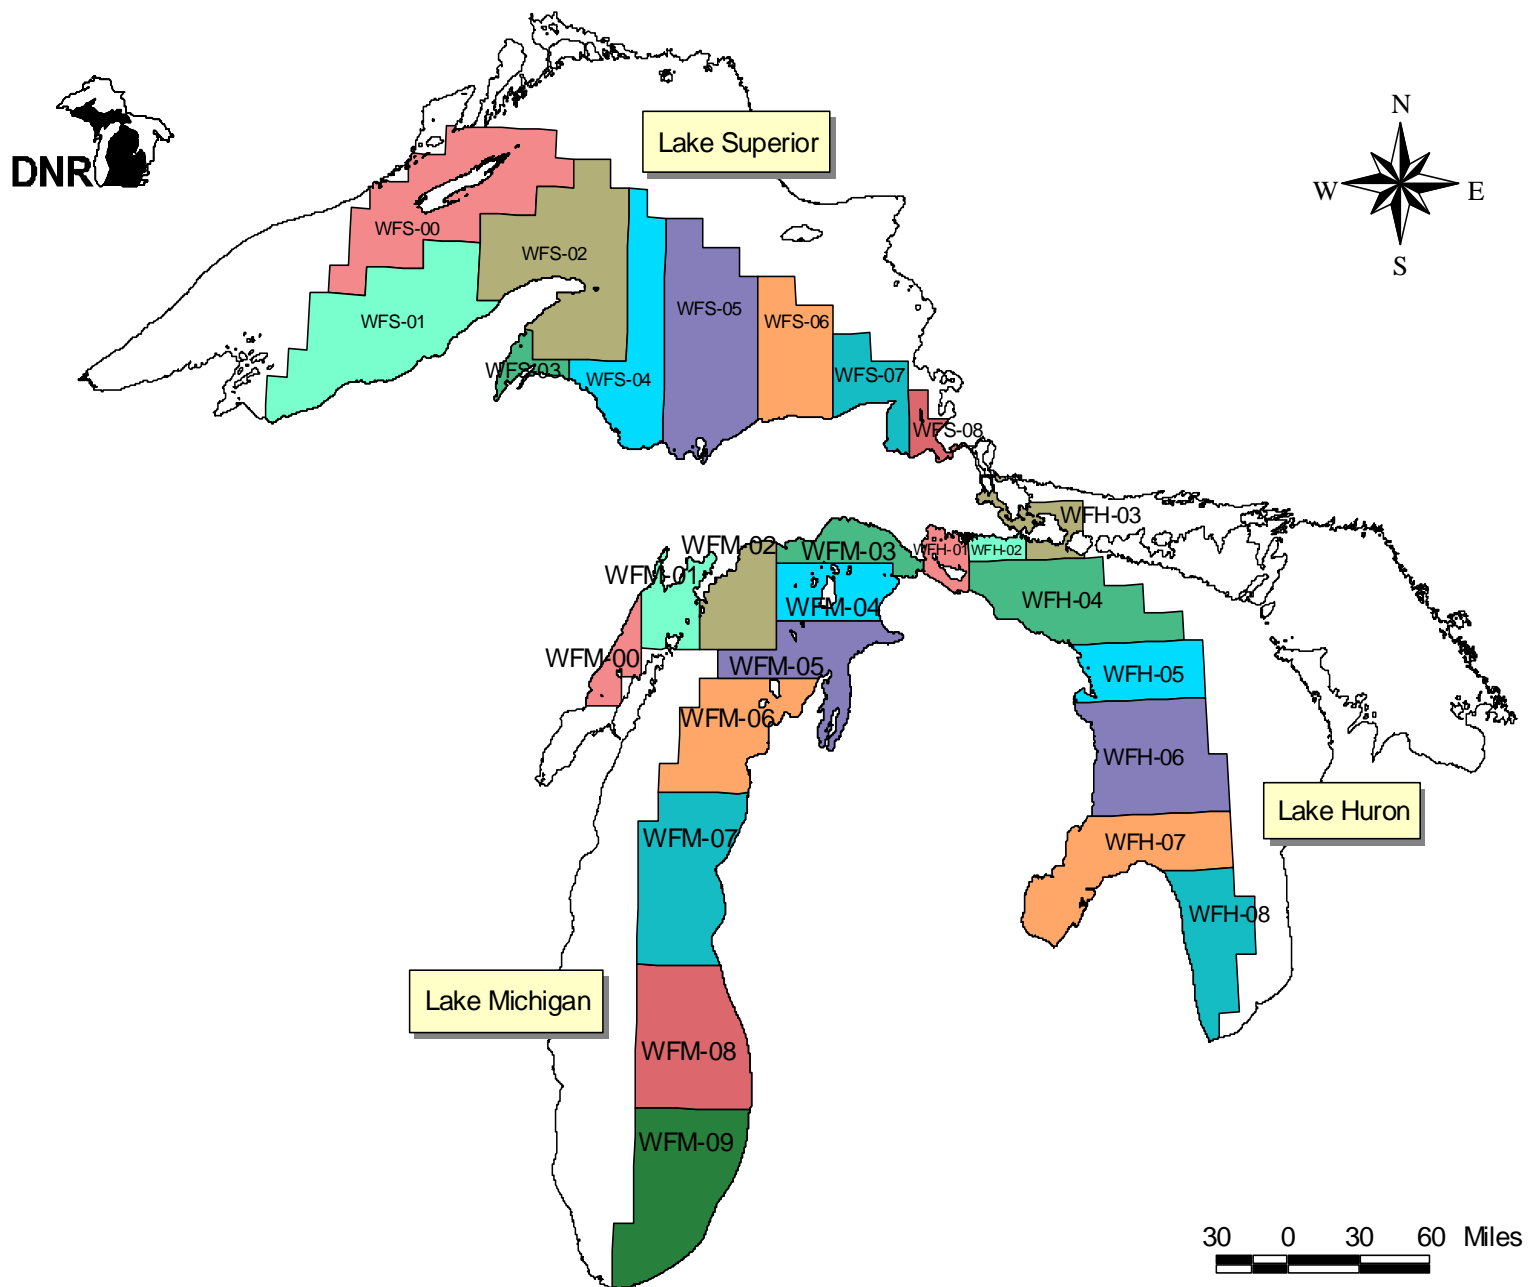 Lake Superior
DNR
N
W
E
S
WFS-00
WFS-02
WFS-01
WFS-05
WFS-06
WFS-03
WFS-04
WFS-07
WFS-08
WFH-03
WFM-02
WFM-03
WFH-01
WFH-02
WFM-01
WFM-04
WFH-04
WFM-00
WFM-05
WFH-05
WFM-06
WFH-06
Lake Huron
WFM-07
WFH-07
WFH-08
Lake Michigan
WFM-08
WFM-09
30 0 30 60 Miles